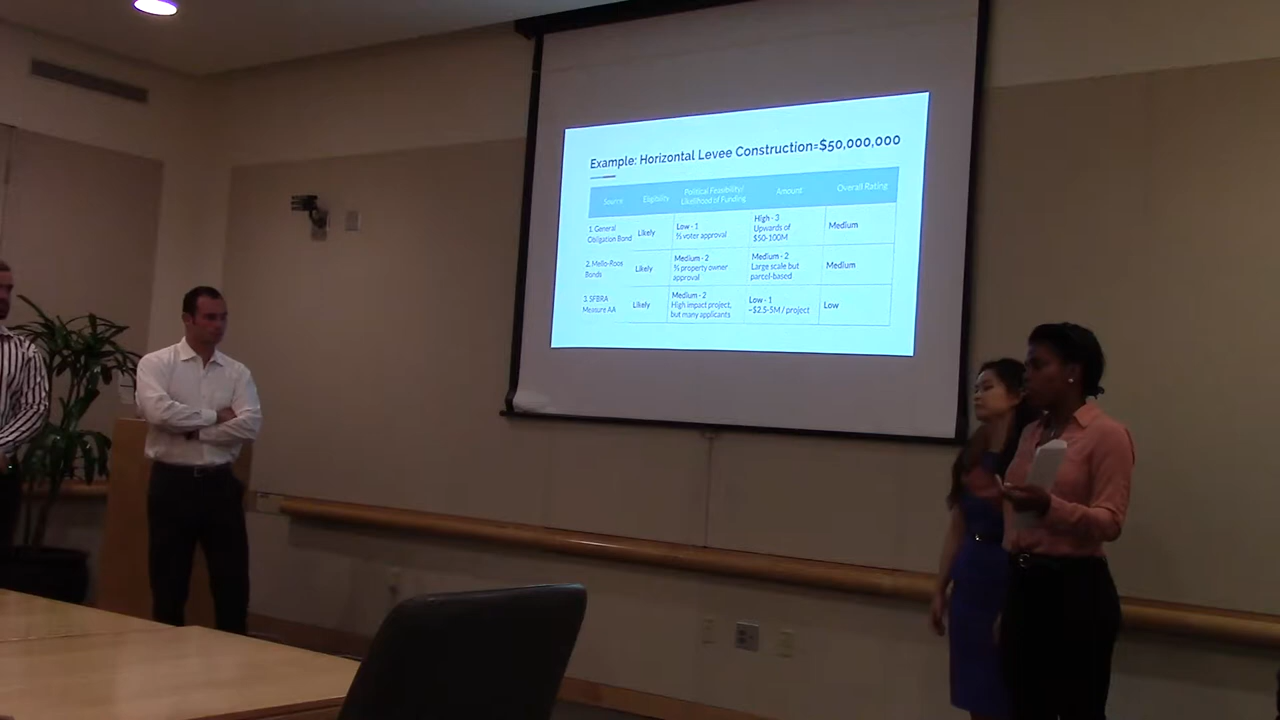 Example: Horizontal Levee Construction=$50,000,000
Source Eligibility Political Feasibility/ Likelihood of Funding Amount Overall Rating
1. General Obligation Bond Likely Low - 1 ⅔ voter approval High - 3 Upwards of $50-100M Medium
2. Mello-Roos Bonds Likely Medium - 2 ⅔ property owner approval Medium - 2 Large scale but parcel-based Medium
3. SFBRA Measure AA Likely Medium - 2 High impact project, but many applicants Low - 1 ~$2.5-5M / project Low